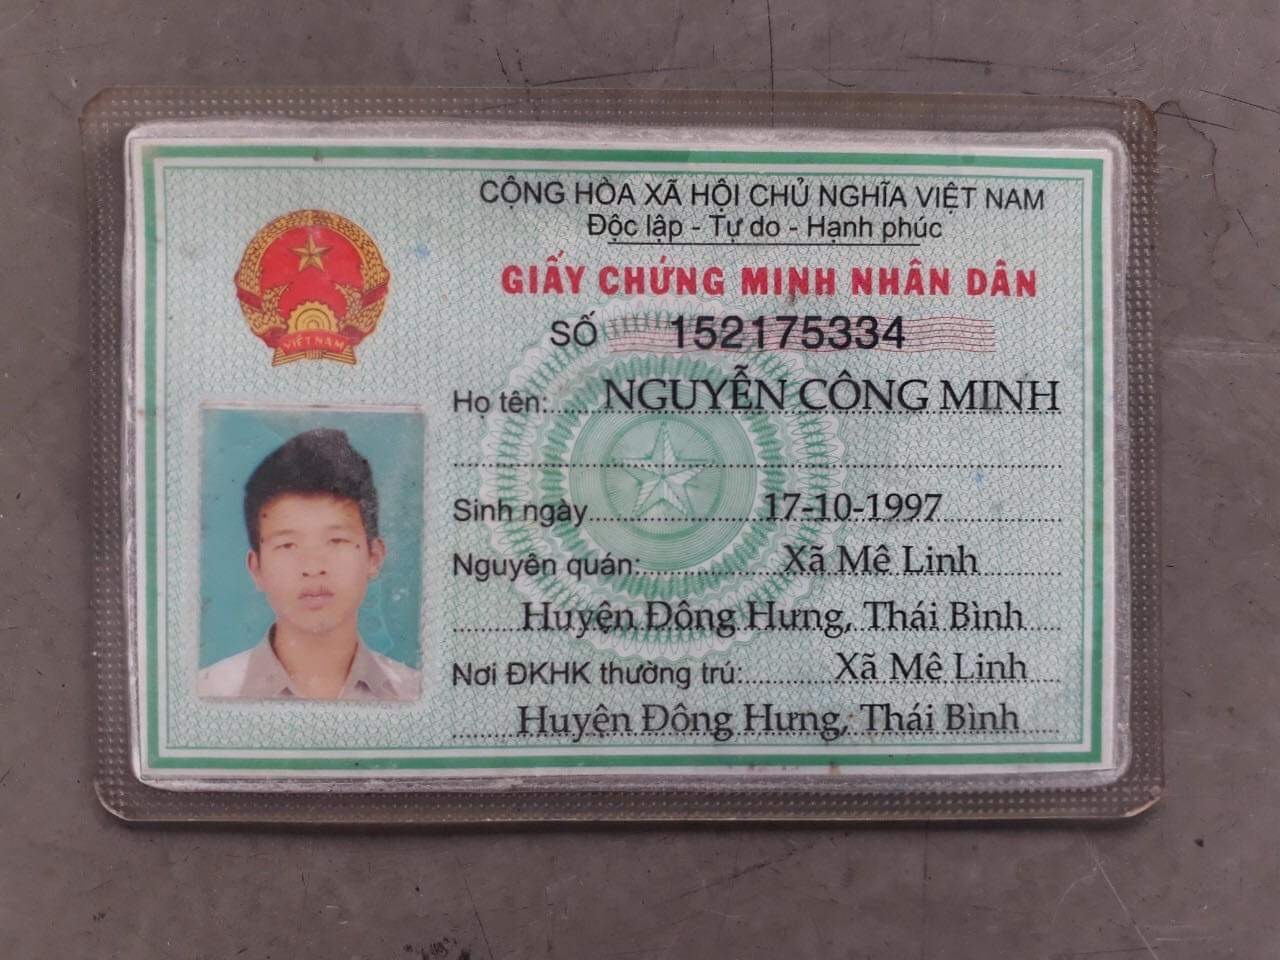 CỘNG HÒA XÃ HỘI CHỦ NGHĨA VIỆT NAM
Độc lập - Tự do - Hạnh phúc
GIẤY CHỨNG MINH NHÂN DÂN
SỐ 152175334
VIỆT NAM
Họ tên: NGUYỄN CÔNG MINH
Sinh ngày 17-10-1997
Nguyên quán: Xã Mê Linh
Huyện Đông Hưng, Thái Bình
Nơi ĐKHK thường trú: Xã Mê Linh
Huyện Đông Hưng, Thái Bình